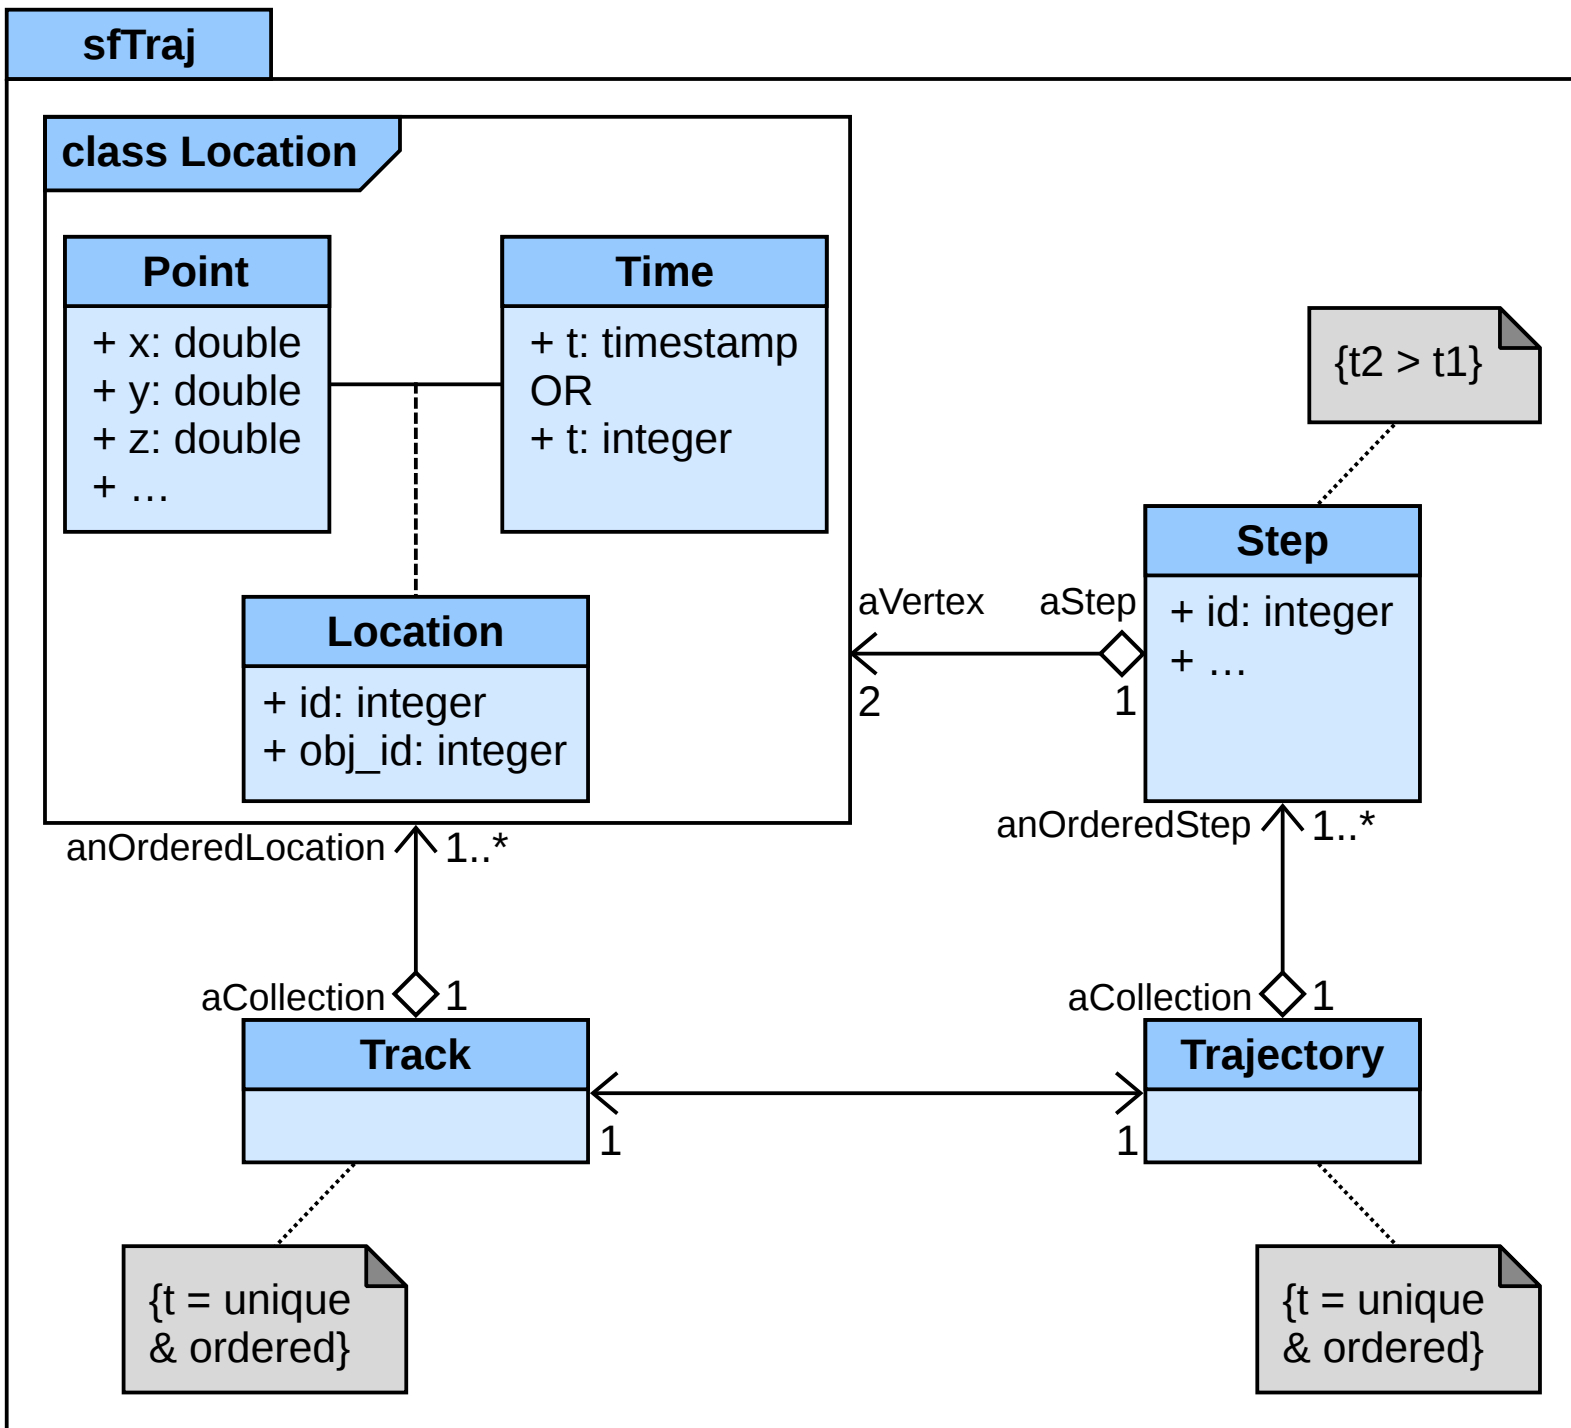 sfTraj
class Location
Point
+ x: double
+ y: double
+ z: double
+ …
Time
+ t: timestamp
OR
+ t: integer
{t2 > t1}
Location
+ id: integer
+ obj_id: integer
aVertex
aStep
2
1
Step
+ id: integer
+ …
anOrderedLocation
1..*
anOrderedStep
1..*
aCollection
1
aCollection
1
Track
Trajectory
1
1
{t = unique
& ordered}
{t = unique
& ordered}